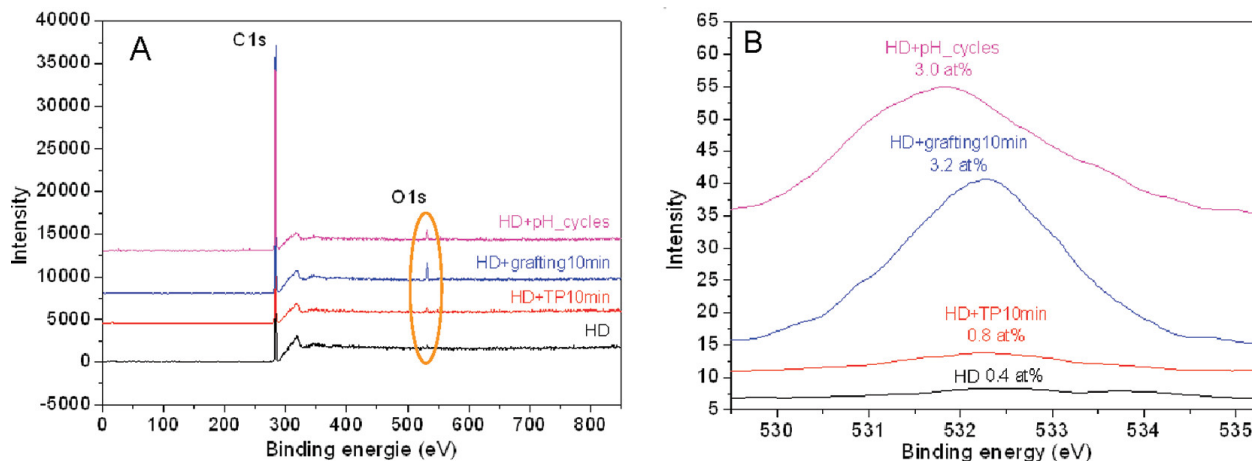 A
C1s
O1s
HD+pH_cycles
HD+grafting10min
HD+TP10min
HD
40000
35000
30000
25000
20000
15000
10000
5000
0
-5000
Intensity
0 100 200 300 400 500 600 700 800
Binding energie (eV)
B
HD+pH_cycles
3.0 at%
HD+grafting10min
3.2 at%
HD+TP10min
0.8 at%
HD 0.4 at%
65
60
55
50
45
40
35
30
25
20
15
10
5
Intensity
530 531 532 533 534 535
Binding energy (eV)